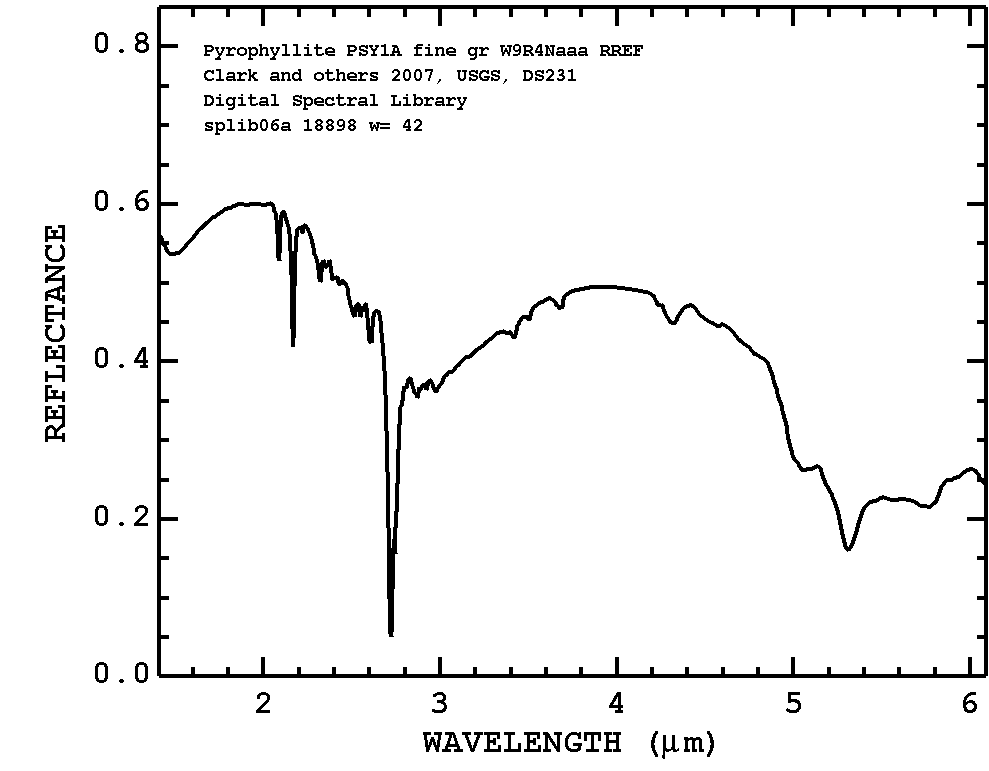 Pyrophyllite PSY1A fine gr W9R4Naaa RREF
Clark and others 2007, USGS, DS231
Digital Spectral Library
splib06a 18898 w= 42
REFLECTANCE
0.8
0.6
0.4
0.2
0.0
2 3 4 5 6
WAVELENGTH (μm)